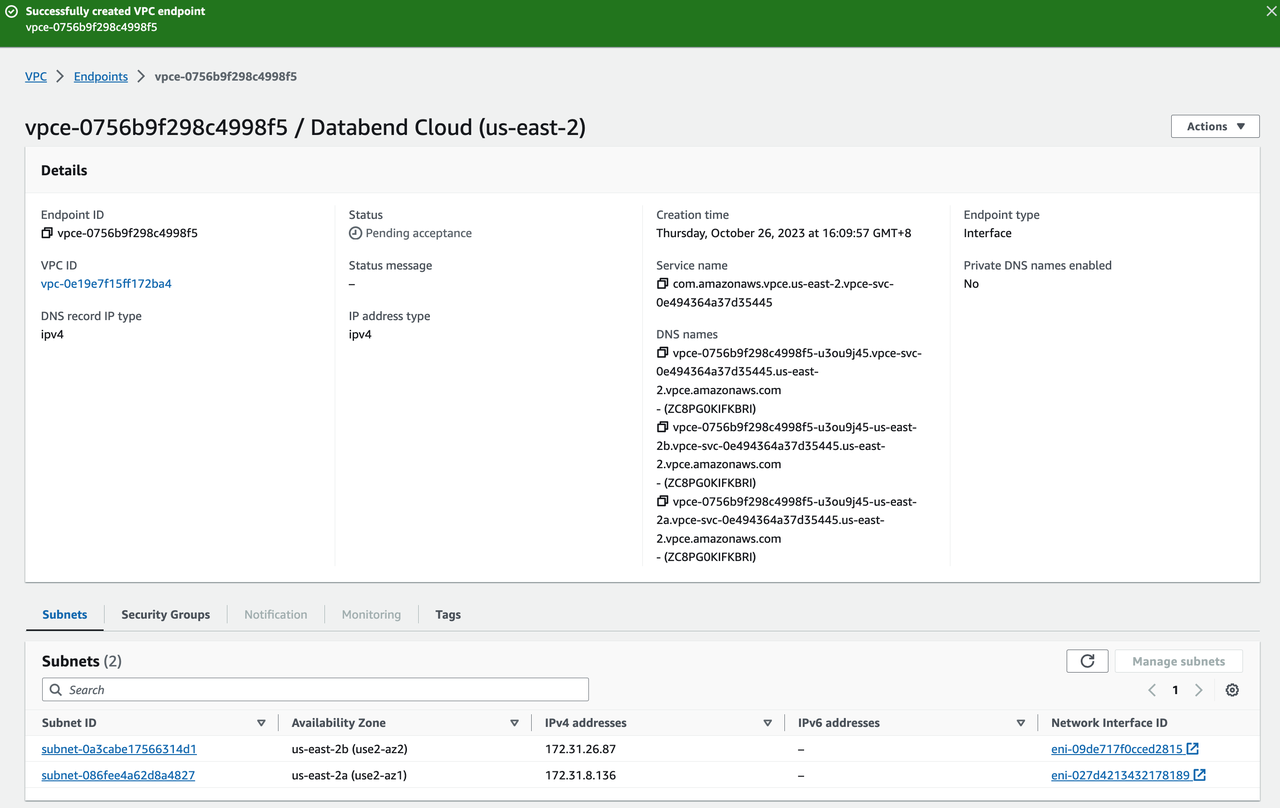 Successfully created VPC endpoint
vpce-0756b9f298c4998f5
VPC > Endpoints > vpce-0756b9f298c4998f5
vpce-0756b9f298c4998f5 / Databend Cloud (us-east-2)
Actions
Details
Endpoint ID
vpce-0756b9f298c4998f5
VPC ID
vpc-0e19e7f15ff172ba4
DNS record IP type
ipv4
Status
Pending acceptance
Status message
–
IP address type
ipv4
Creation time
Thursday, October 26, 2023 at 16:09:57 GMT+8
Service name
com.amazonaws.vpce.us-east-2.vpce-svc-
0e494364a37d35445
DNS names
vpce-0756b9f298c4998f5-u3ou9j45.vpce-svc-
0e494364a37d35445.us-east-
2.vpce.amazonaws.com
- (ZC8PG0KIFKBRI)
vpce-0756b9f298c4998f5-u3ou9j45-us-east-
2b.vpce-svc-0e494364a37d35445.us-east-
2.vpce.amazonaws.com
- (ZC8PG0KIFKBRI)
vpce-0756b9f298c4998f5-u3ou9j45-us-east-
2a.vpce-svc-0e494364a37d35445.us-east-
2.vpce.amazonaws.com
- (ZC8PG0KIFKBRI)
Endpoint type
Interface
Private DNS names enabled
No
Subnets Security Groups Notification Monitoring Tags
Subnets (2)
Manage subnets
Search
1
Subnet ID Availability Zone IPv4 addresses IPv6 addresses Network Interface ID
subnet-0a3cabe17566314d1 us-east-2b (use2-az2) 172.31.26.87 – eni-09de717f0cced2815
subnet-086fee4a62d8a4827 us-east-2a (use2-az1) 172.31.8.136 – eni-027d4213432178189